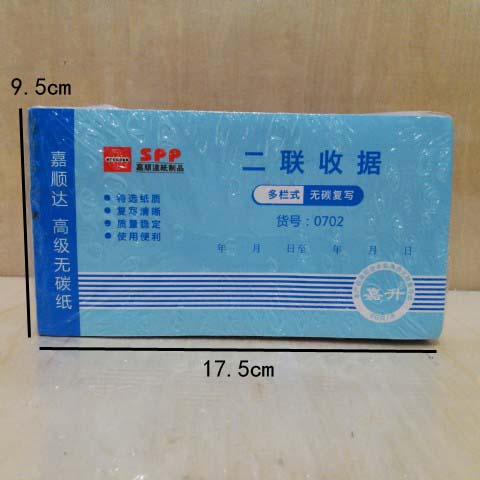 9.5cm
嘉顺达 高级无碳纸
SPP
嘉顺达纸制品
特选纸质
复写清晰
质量稳定
使用便利
二联收据
多栏式 无碳复写
货号:0702
年 月 日至 年 月 日
嘉升
17.5cm